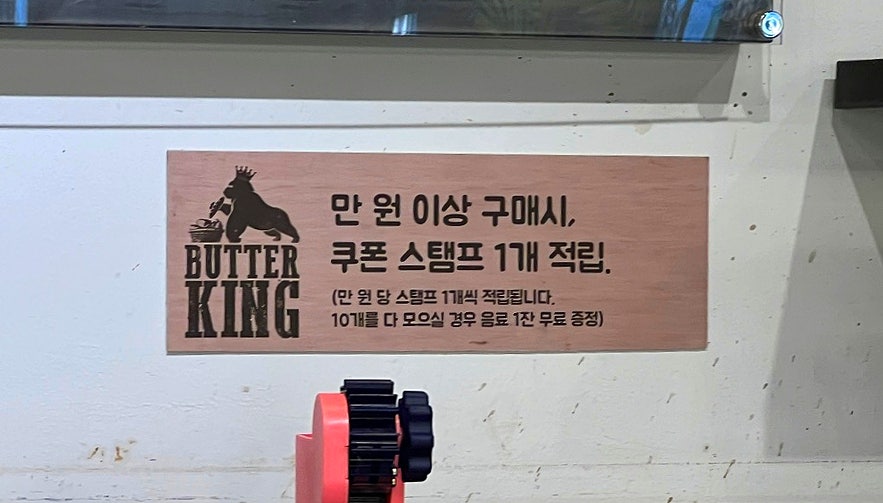 BUTTER
KING
만 원 이상 구매시,
쿠폰 스탬프 1개 적립.
(만 원 당 스탬프 1개씩 적립됩니다.
10개를 다 모으실 경우 음료 1잔 무료 증정)